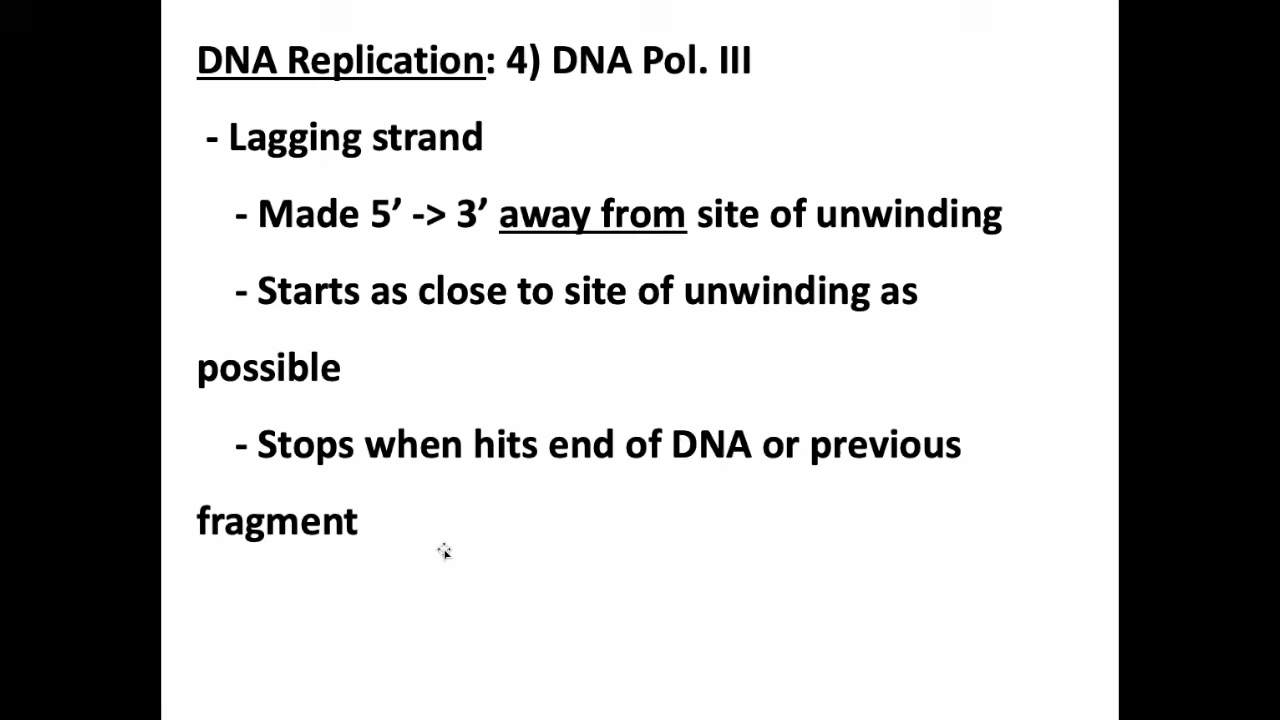 DNA Replication: 4) DNA Pol. III
- Lagging strand
- Made 5’ -> 3’ away from site of unwinding
- Starts as close to site of unwinding as
possible
- Stops when hits end of DNA or previous
fragment